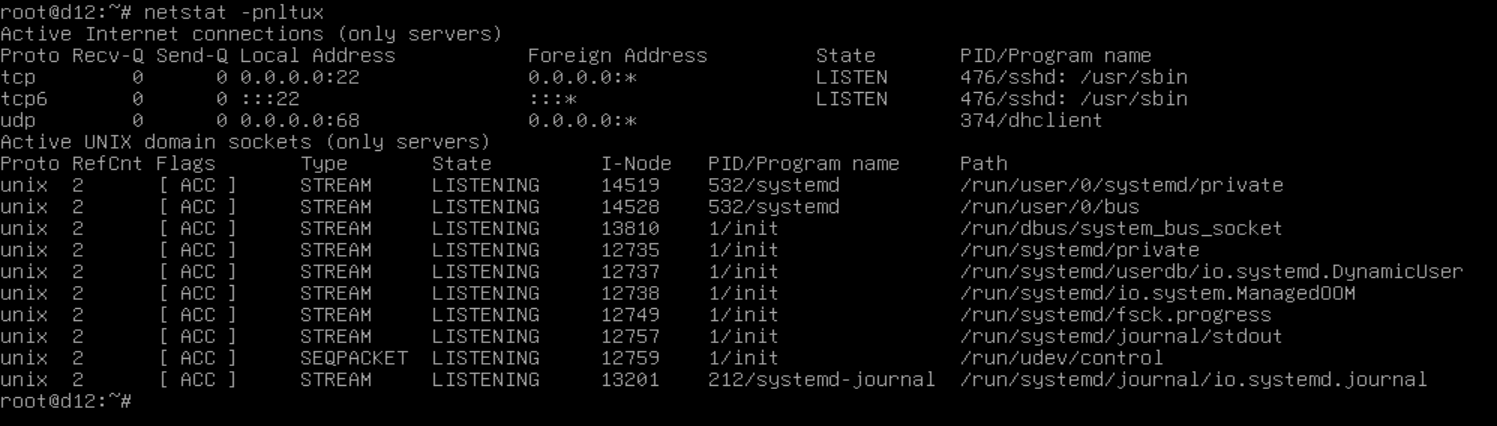 root@d12:~# netstat -pnltux
Active Internet connections (only servers)
Proto Recv-Q Send-Q Local Address           Foreign Address         State       PID/Program name
tcp        0      0 0.0.0.0:22              0.0.0.0:*               LISTEN      476/sshd: /usr/sbin
tcp6       0      0 :::22                   :::*                    LISTEN      476/sshd: /usr/sbin
udp        0      0 0.0.0.0:68              0.0.0.0:*                           374/dhclient
Active UNIX domain sockets (only servers)
Proto RefCnt Flags       Type       State         I-Node   PID/Program name     Path
unix  2      [ ACC ]     STREAM     LISTENING     14519    532/systemd          /run/user/0/systemd/private
unix  2      [ ACC ]     STREAM     LISTENING     14528    532/systemd          /run/user/0/bus
unix  2      [ ACC ]     STREAM     LISTENING     13810    1/init               /run/dbus/system_bus_socket
unix  2      [ ACC ]     STREAM     LISTENING     12735    1/init               /run/systemd/private
unix  2      [ ACC ]     STREAM     LISTENING     12737    1/init               /run/systemd/userdb/io.systemd.DynamicUser
unix  2      [ ACC ]     STREAM     LISTENING     12738    1/init               /run/systemd/io.system.ManagedOOM
unix  2      [ ACC ]     STREAM     LISTENING     12749    1/init               /run/systemd/fsck.progress
unix  2      [ ACC ]     STREAM     LISTENING     12757    1/init               /run/systemd/journal/stdout
unix  2      [ ACC ]     SEQPACKET  LISTENING     12759    1/init               /run/udev/control
unix  2      [ ACC ]     STREAM     LISTENING     13201    212/systemd-journal  /run/systemd/journal/io.systemd.journal
root@d12:~#